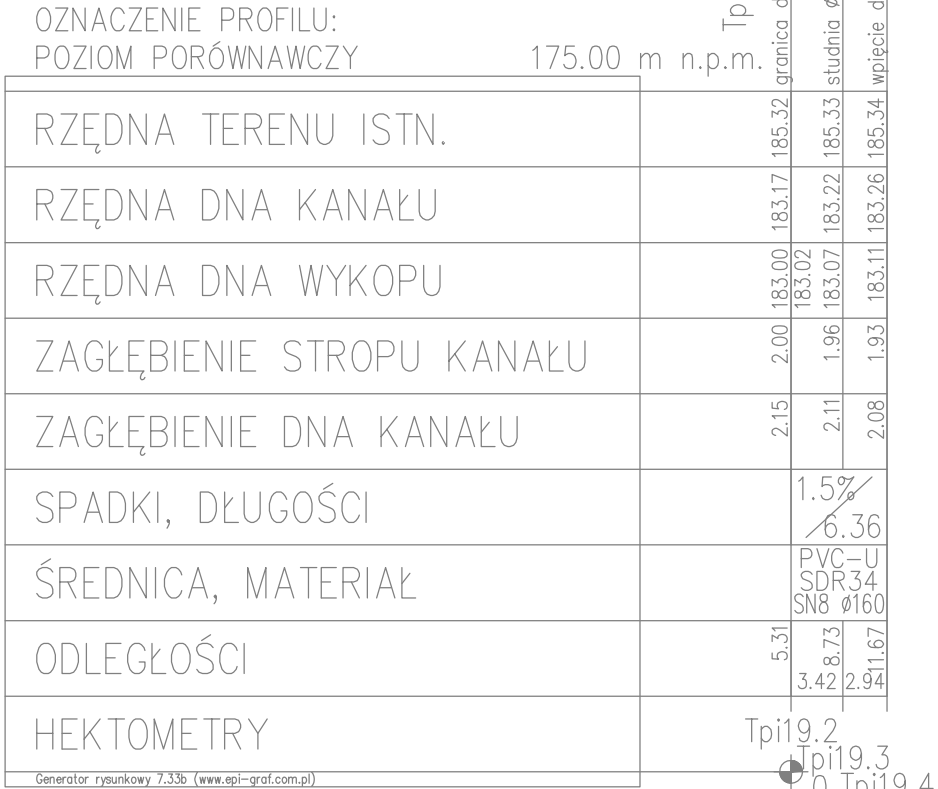 OZNACZENIE PROFILU: Tpi
POZIOM PORÓWNAWCZY 175.00 m n.p.m.
granica d
studnia ø
wpięcie d
RZĘDNA TERENU ISTN. 185.32 185.33 185.34
RZĘDNA DNA KANAŁU 183.17 183.22 183.26
RZĘDNA DNA WYKOPU 183.00 183.02 183.07 183.11
ZAGŁĘBIENIE STROPU KANAŁU 2.00 1.96 1.93
ZAGŁĘBIENIE DNA KANAŁU 2.15 2.11 2.08
SPADKI, DŁUGOŚCI 1.5%
6.36
ŚREDNICA, MATERIAŁ PVC-U
SDR34
SN8 ø160
ODLEGŁOŚCI 5.31 8.73 11.67
3.42 2.94
HEKTOMETRY Tpi19.2
Tpi19.3
0 Tpi19.4
Generator rysunkowy 7.33b (www.epi-graf.com.pl)